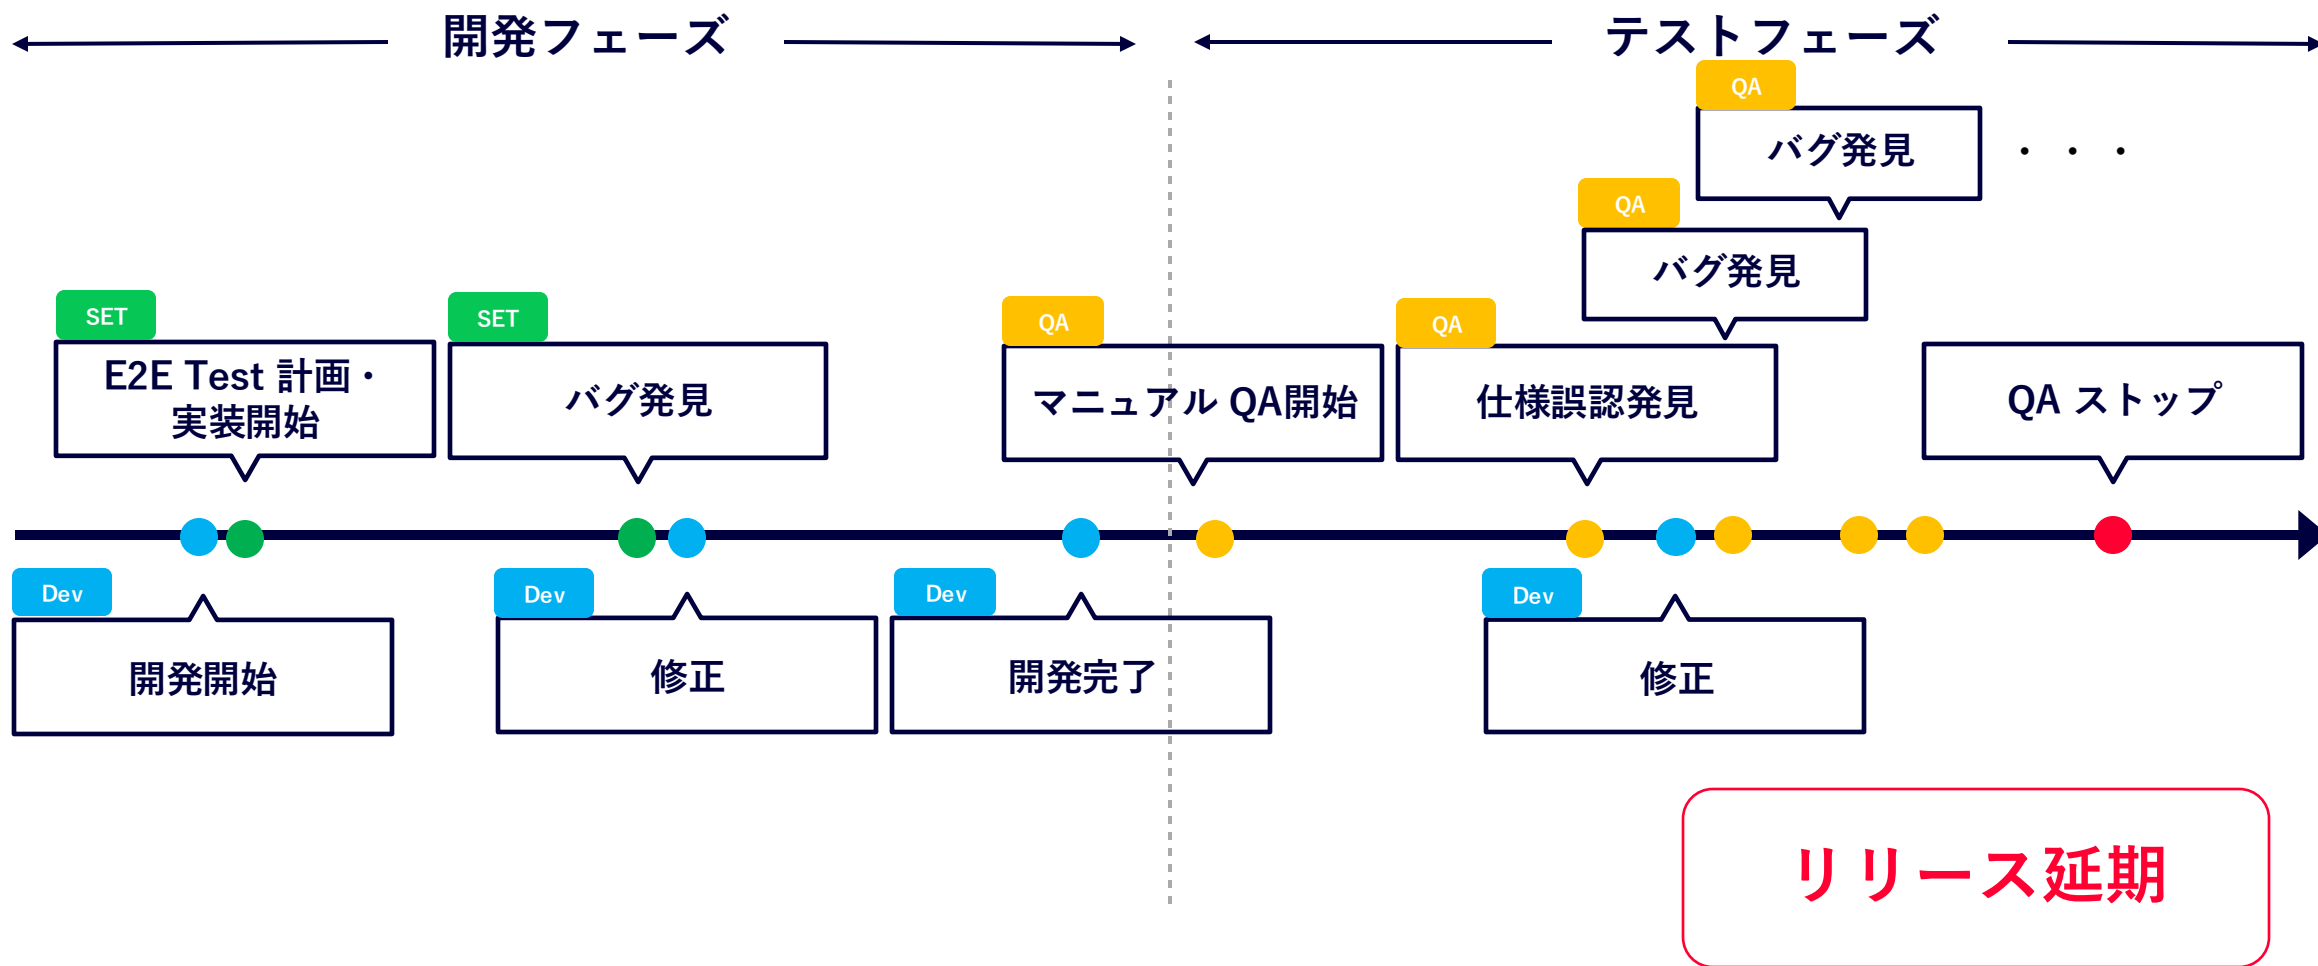 開発フェーズ
テストフェーズ
QA
バグ発見
・・・
QA
バグ発見
SET
E2E Test 計画・
実装開始
SET
バグ発見
QA
マニュアル QA開始
QA
仕様誤認発見
QA ストップ
Dev
開発開始
Dev
修正
Dev
開発完了
Dev
修正
リリース延期